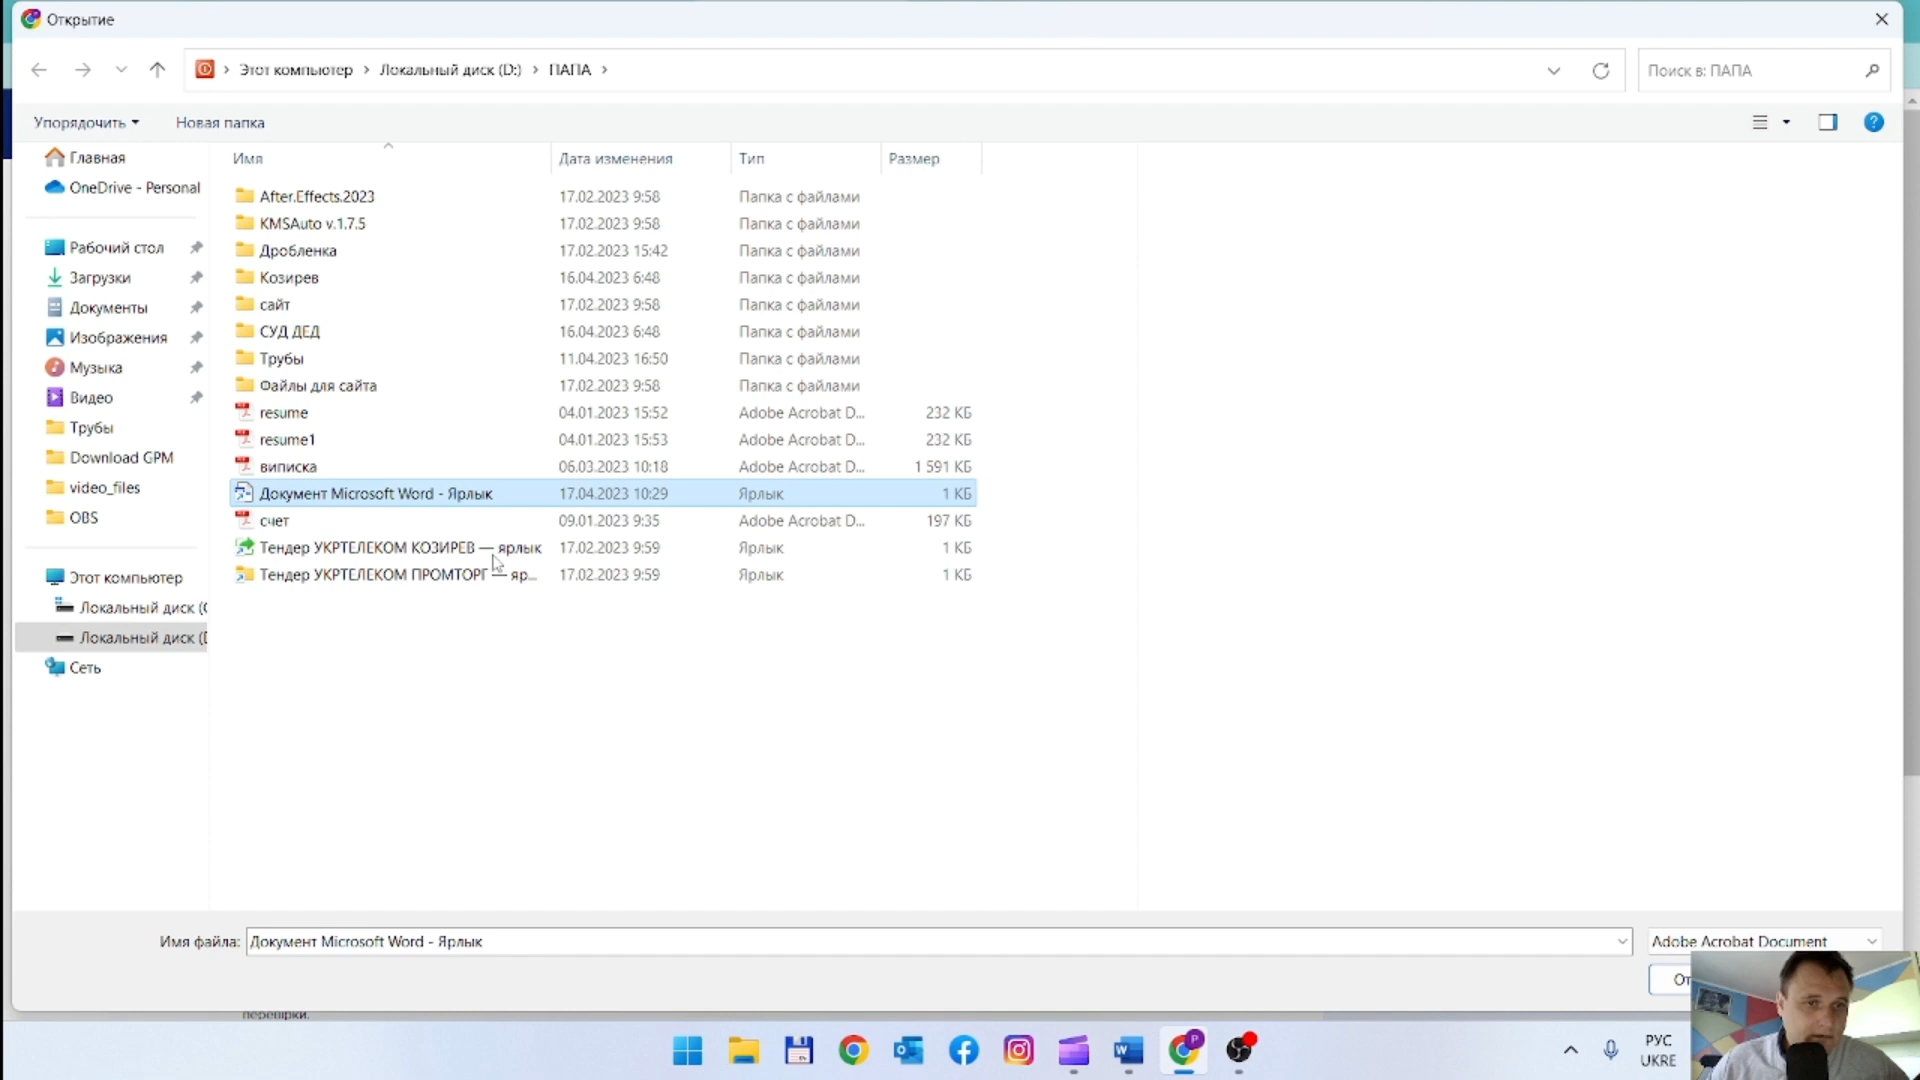 Открытие
Этот компьютер › Локальный диск (D:) › ПАПА ›
Поиск в: ПАПА
Упорядочить
Новая папка
Имя Дата изменения Тип Размер
Главная
OneDrive - Personal
Рабочий стол
Загрузки
Документы
Изображения
Музыка
Видео
Трубы
Download GPM
video_files
OBS
Этот компьютер
Локальный диск (
Локальный диск (
Сеть
After.Effects.2023 17.02.2023 9:58 Папка с файлами
KMSAuto v.1.7.5 17.02.2023 9:58 Папка с файлами
Дробленка 17.02.2023 15:42 Папка с файлами
Козирев 16.04.2023 6:48 Папка с файлами
сайт 17.02.2023 9:58 Папка с файлами
СУД ДЕД 16.04.2023 6:48 Папка с файлами
Трубы 11.04.2023 16:50 Папка с файлами
Файлы для сайта 17.02.2023 9:58 Папка с файлами
resume 04.01.2023 15:52 Adobe Acrobat D... 232 КБ
resume1 04.01.2023 15:53 Adobe Acrobat D... 232 КБ
виписка 06.03.2023 10:18 Adobe Acrobat D... 1 591 КБ
Документ Microsoft Word - Ярлык 17.04.2023 10:29 Ярлык 1 КБ
счет 09.01.2023 9:35 Adobe Acrobat D... 197 КБ
Тендер УКРТЕЛЕКОМ КОЗИРЕВ — ярлык 17.02.2023 9:59 Ярлык 1 КБ
Тендер УКРТЕЛЕКОМ ПРОМТОРГ — яр... 17.02.2023 9:59 Ярлык 1 КБ
Имя файла: Документ Microsoft Word - Ярлык
Adobe Acrobat Document
От
перевірки.
РУС
UKRE